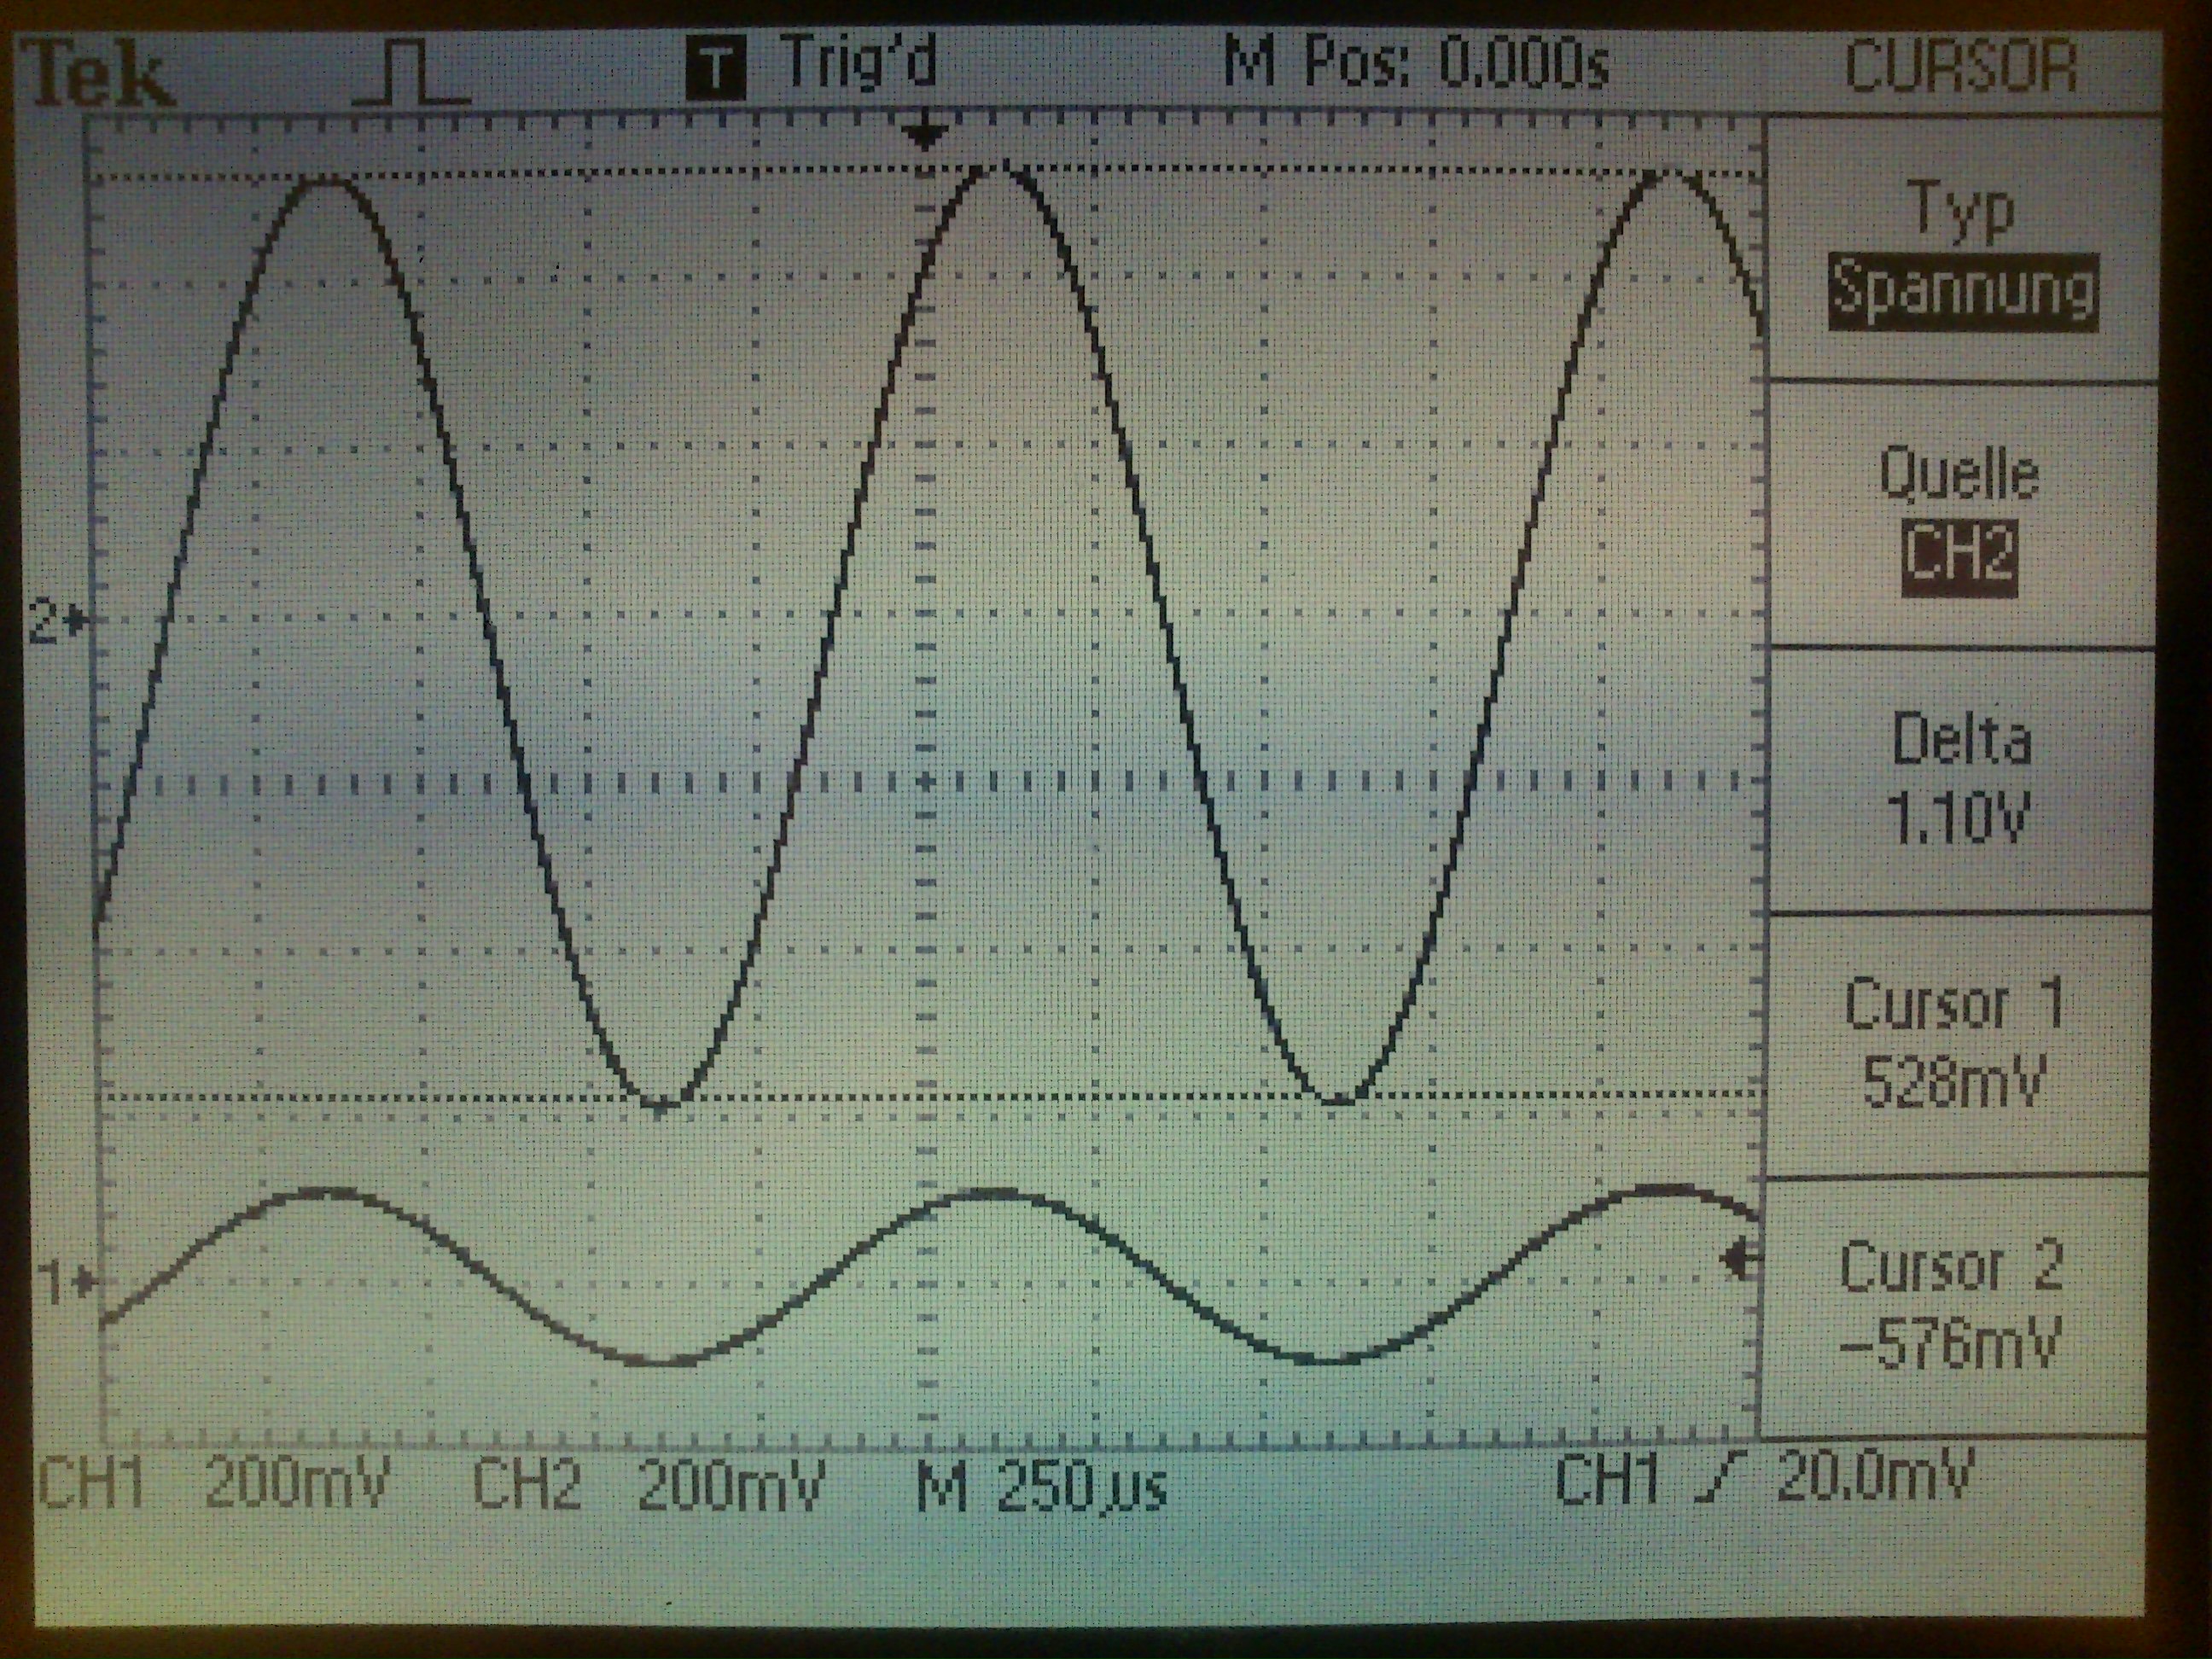 Tek T Trig'd M Pos: 0.000s CURSOR
Typ
Spannung
Quelle
CH2
2
Delta
1.10V
Cursor 1
528mV
1
Cursor 2
-576mV
CH1 200mV CH2 200mV M 250µs CH1 20.0mV